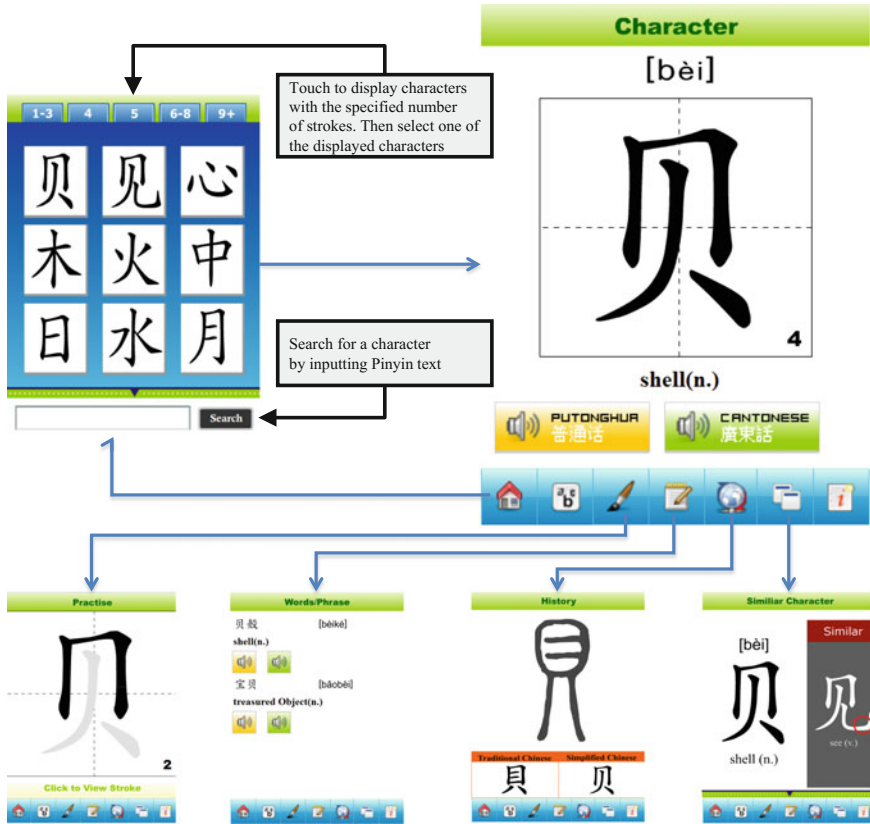 1-3 4 5 6-8 9+
贝 见 心
木 火 中
日 水 月
Search
Touch to display characters
with the specified number
of strokes. Then select one of
the displayed characters
Search for a character
by inputting Pinyin text
Character
[bèi]
贝
4
shell(n.)
PUTONGHUA
普通话
CANTONESE
廣東話
a b c
i
Practise
贝
2
Click to View Stroke
a b c
i
Words/Phrase
贝壳 [bèiké]
shell(n.)
宝贝 [bǎobèi]
treasured Object(n.)
a b c
i
History
Traditional Chinese Simplified Chinese
貝 贝
a b c
i
Similiar Character
[bèi]
贝
shell (n.)
Similar
见
see (v.)
a b c
i